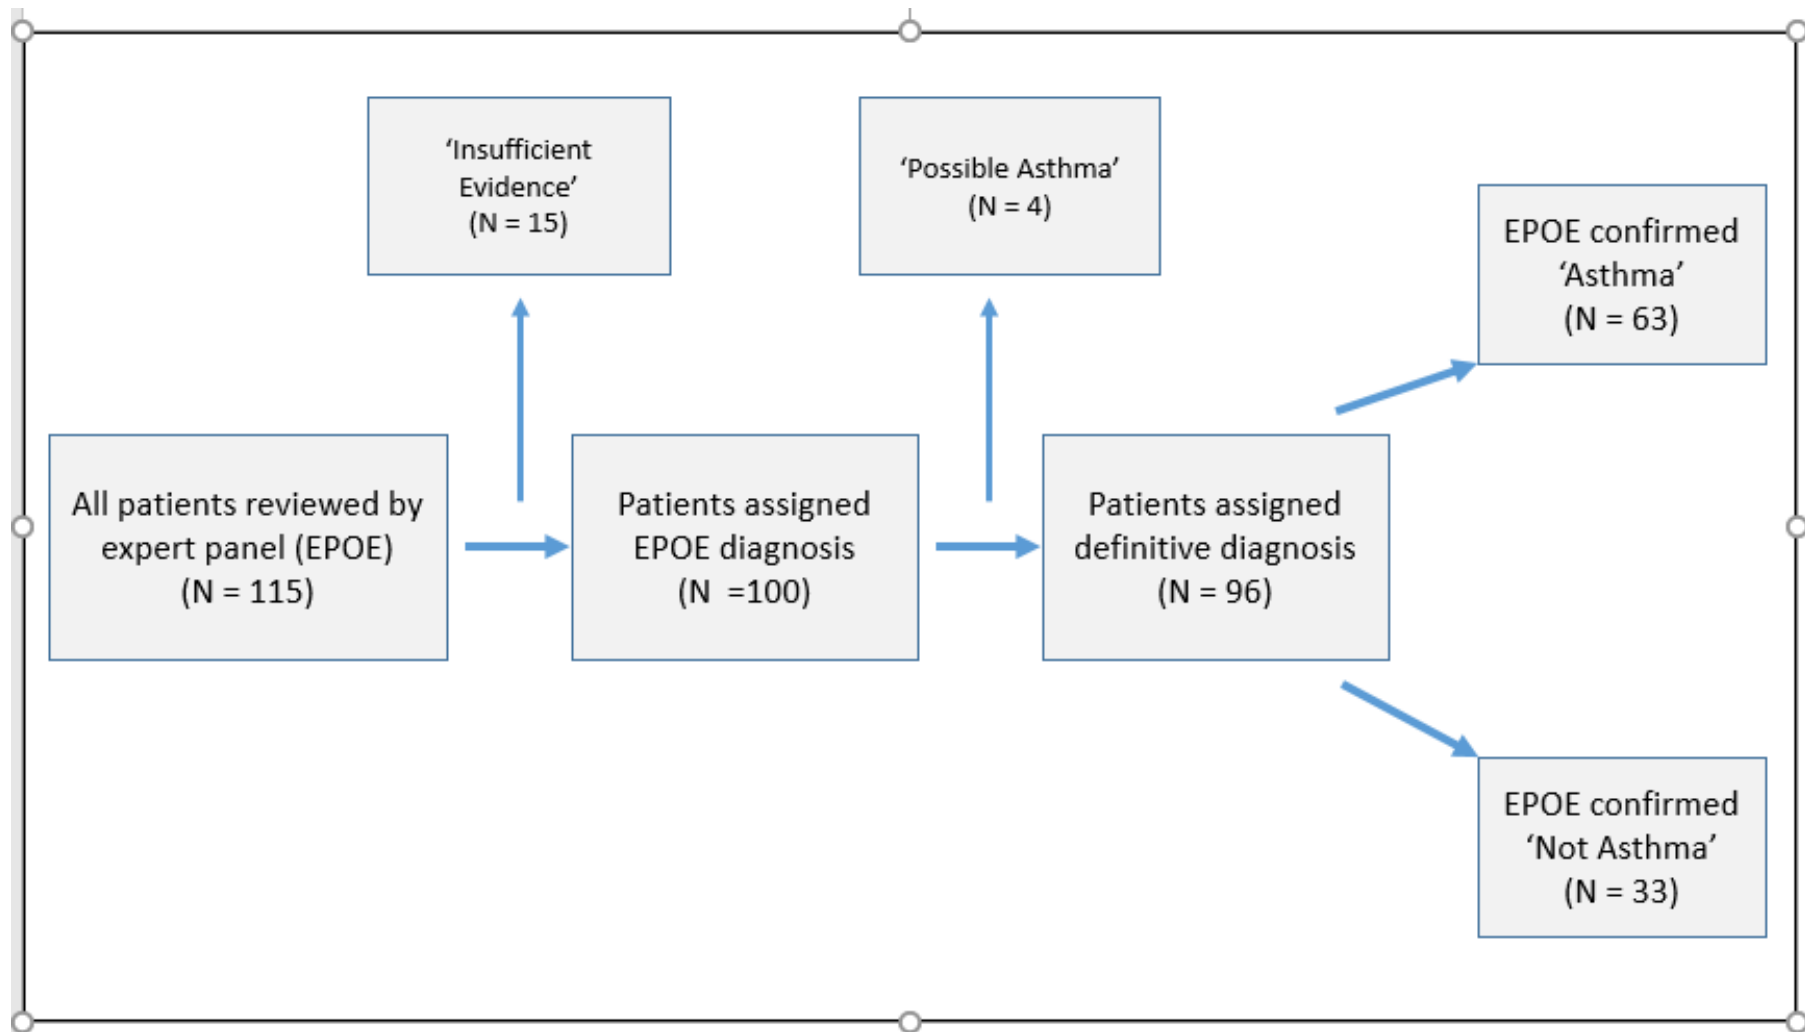 ‘Insufficient
Evidence’
(N = 15)
‘Possible Asthma’
(N = 4)
EPOE confirmed
‘Asthma’
(N = 63)
All patients reviewed by
expert panel (EPOE)
(N = 115)
Patients assigned
EPOE diagnosis
(N  =100)
Patients assigned
definitive diagnosis
(N = 96)
EPOE confirmed
‘Not Asthma’
(N = 33)